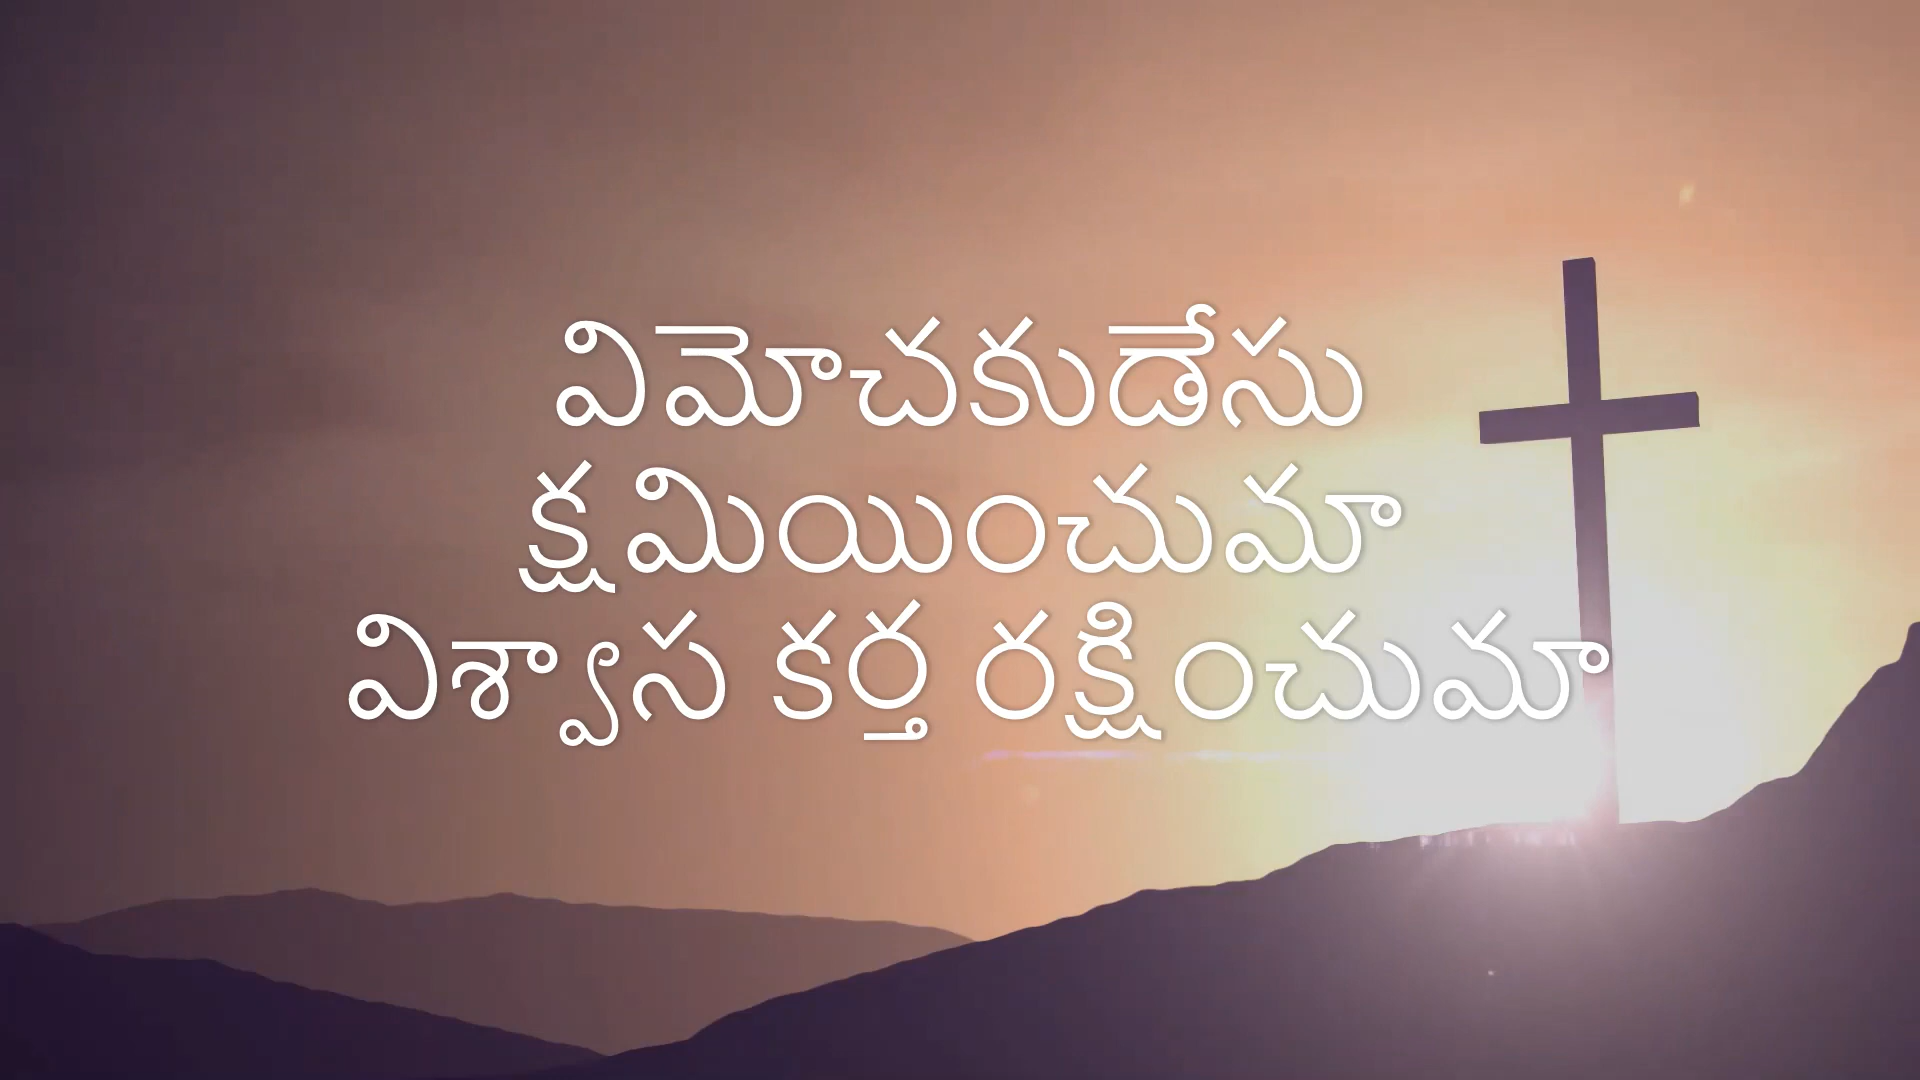 విమోచకుడేసు
క్షమియించుమా
విశ్వాస కర్త రక్షించుమా